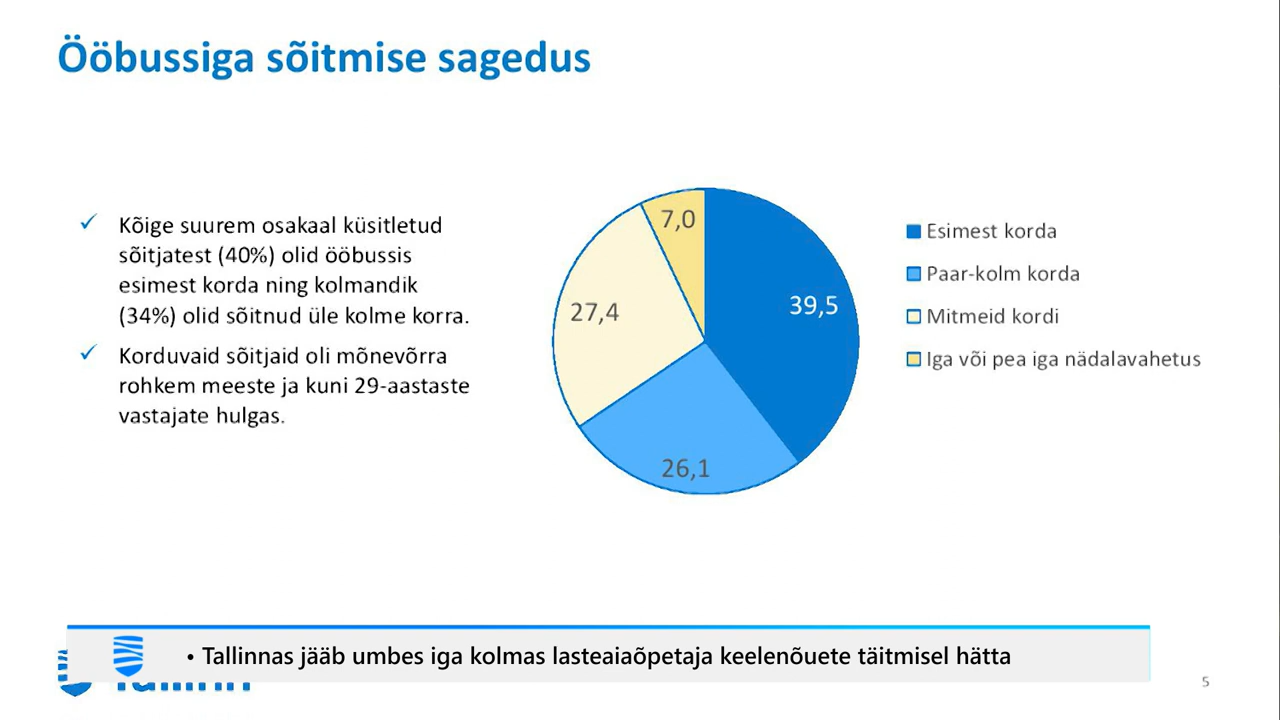 Ööbussiga sõitmise sagedus
Kõige suurem osakaal küsitletud
sõitjatest (40%) olid ööbussis
esimest korda ning kolmandik
(34%) olid sõitnud üle kolme korra.
Korduvaid sõitjaid oli mõnevõrra
rohkem meeste ja kuni 29-aastaste
vastajate hulgas.
7,0
39,5
27,4
26,1
Esimest korda
Paar-kolm korda
Mitmeid kordi
Iga või pea iga nädalavahetus
• Tallinnas jääb umbes iga kolmas lasteaiaõpetaja keelenõuete täitmisel hätta
5